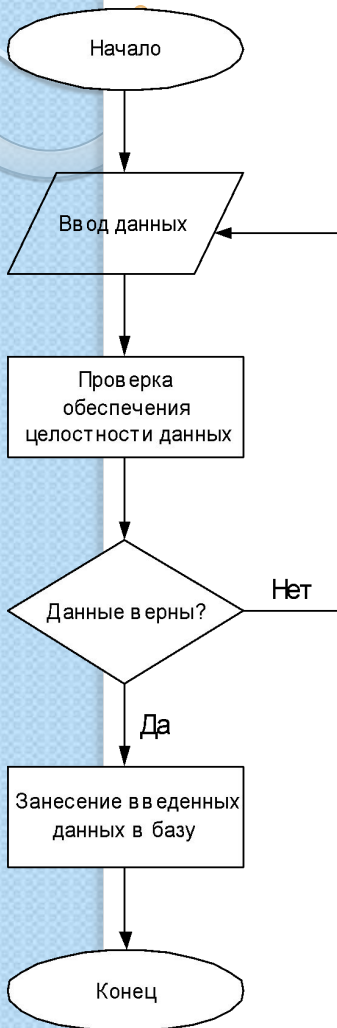 Начало
Ввод данных
Проверка
обеспечения
целостности данных
Данные верны?
Нет
Да
Занесение введенных
данных в базу
Конец